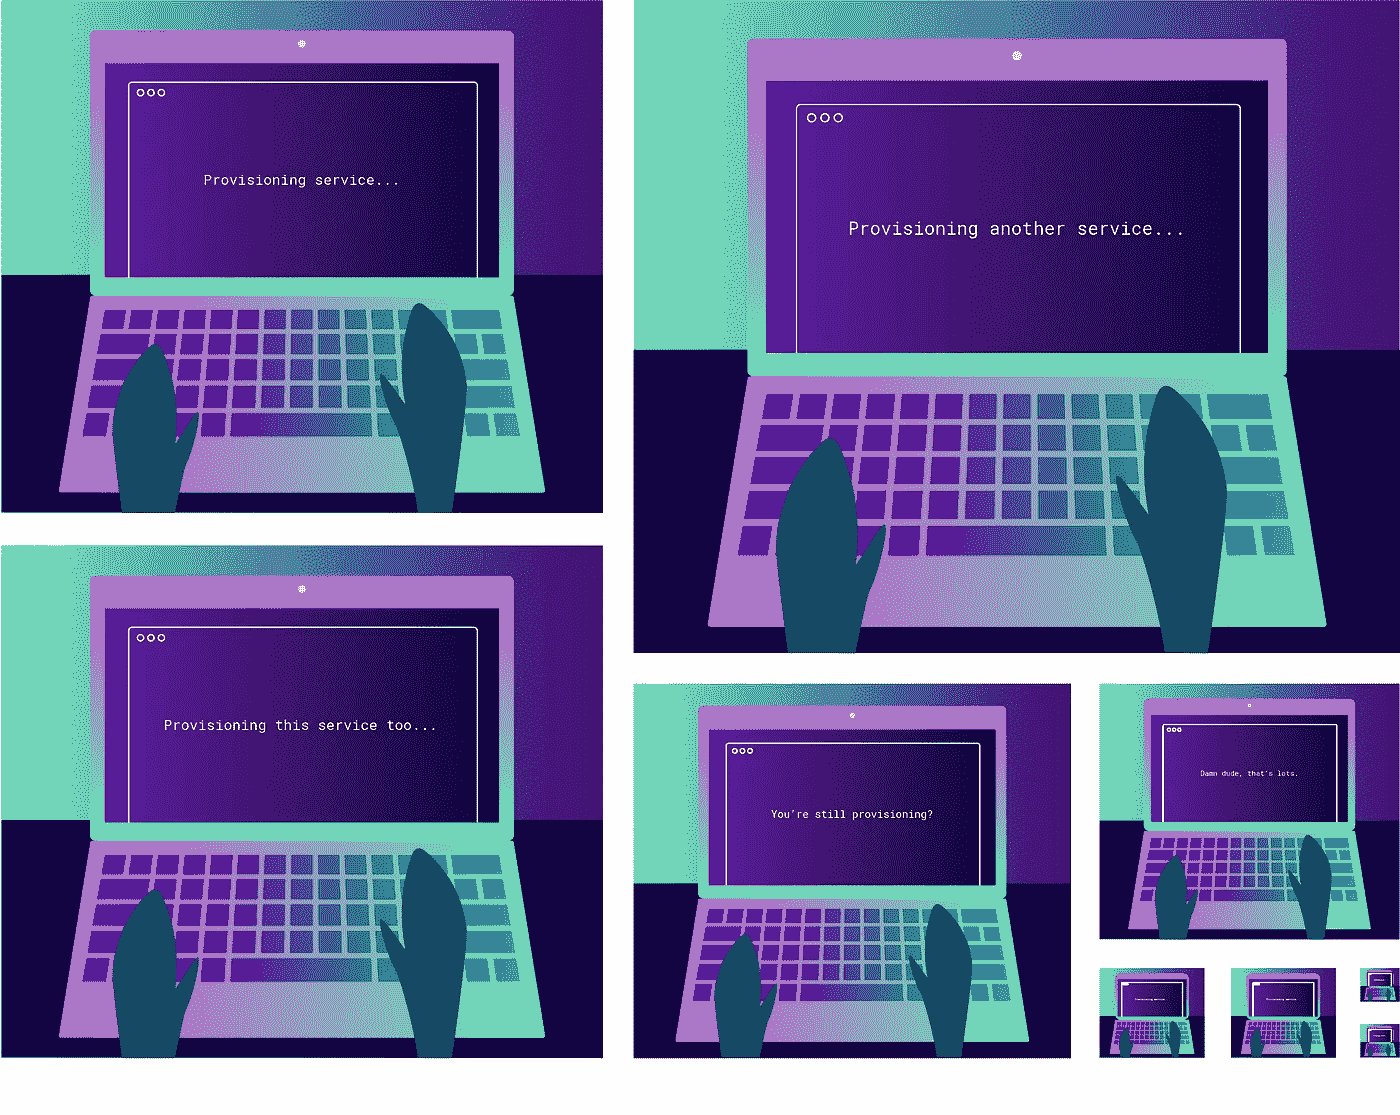 Provisioning service...
Provisioning another service...
Provisioning this service too...
You're still provisioning?
Damn dude, that's lots.